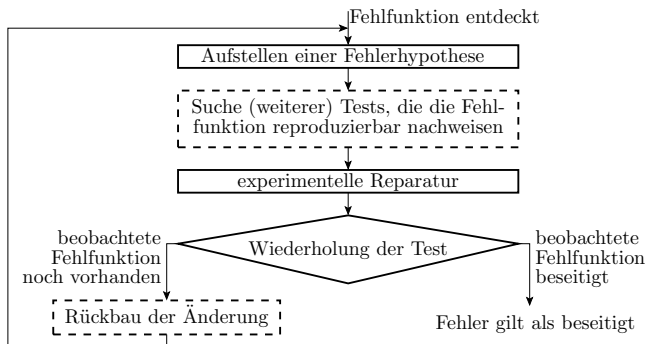 Fehlfunktion entdeckt
Aufstellen einer Fehlerhypothese
Suche (weiterer) Tests, die die Fehl-
funktion reproduzierbar nachweisen
experimentelle Reparatur
Wiederholung der Test
beobachtete
Fehlfunktion
noch vorhanden
beobachtete
Fehlfunktion
beseitigt
Rückbau der Änderung
Fehler gilt als beseitigt